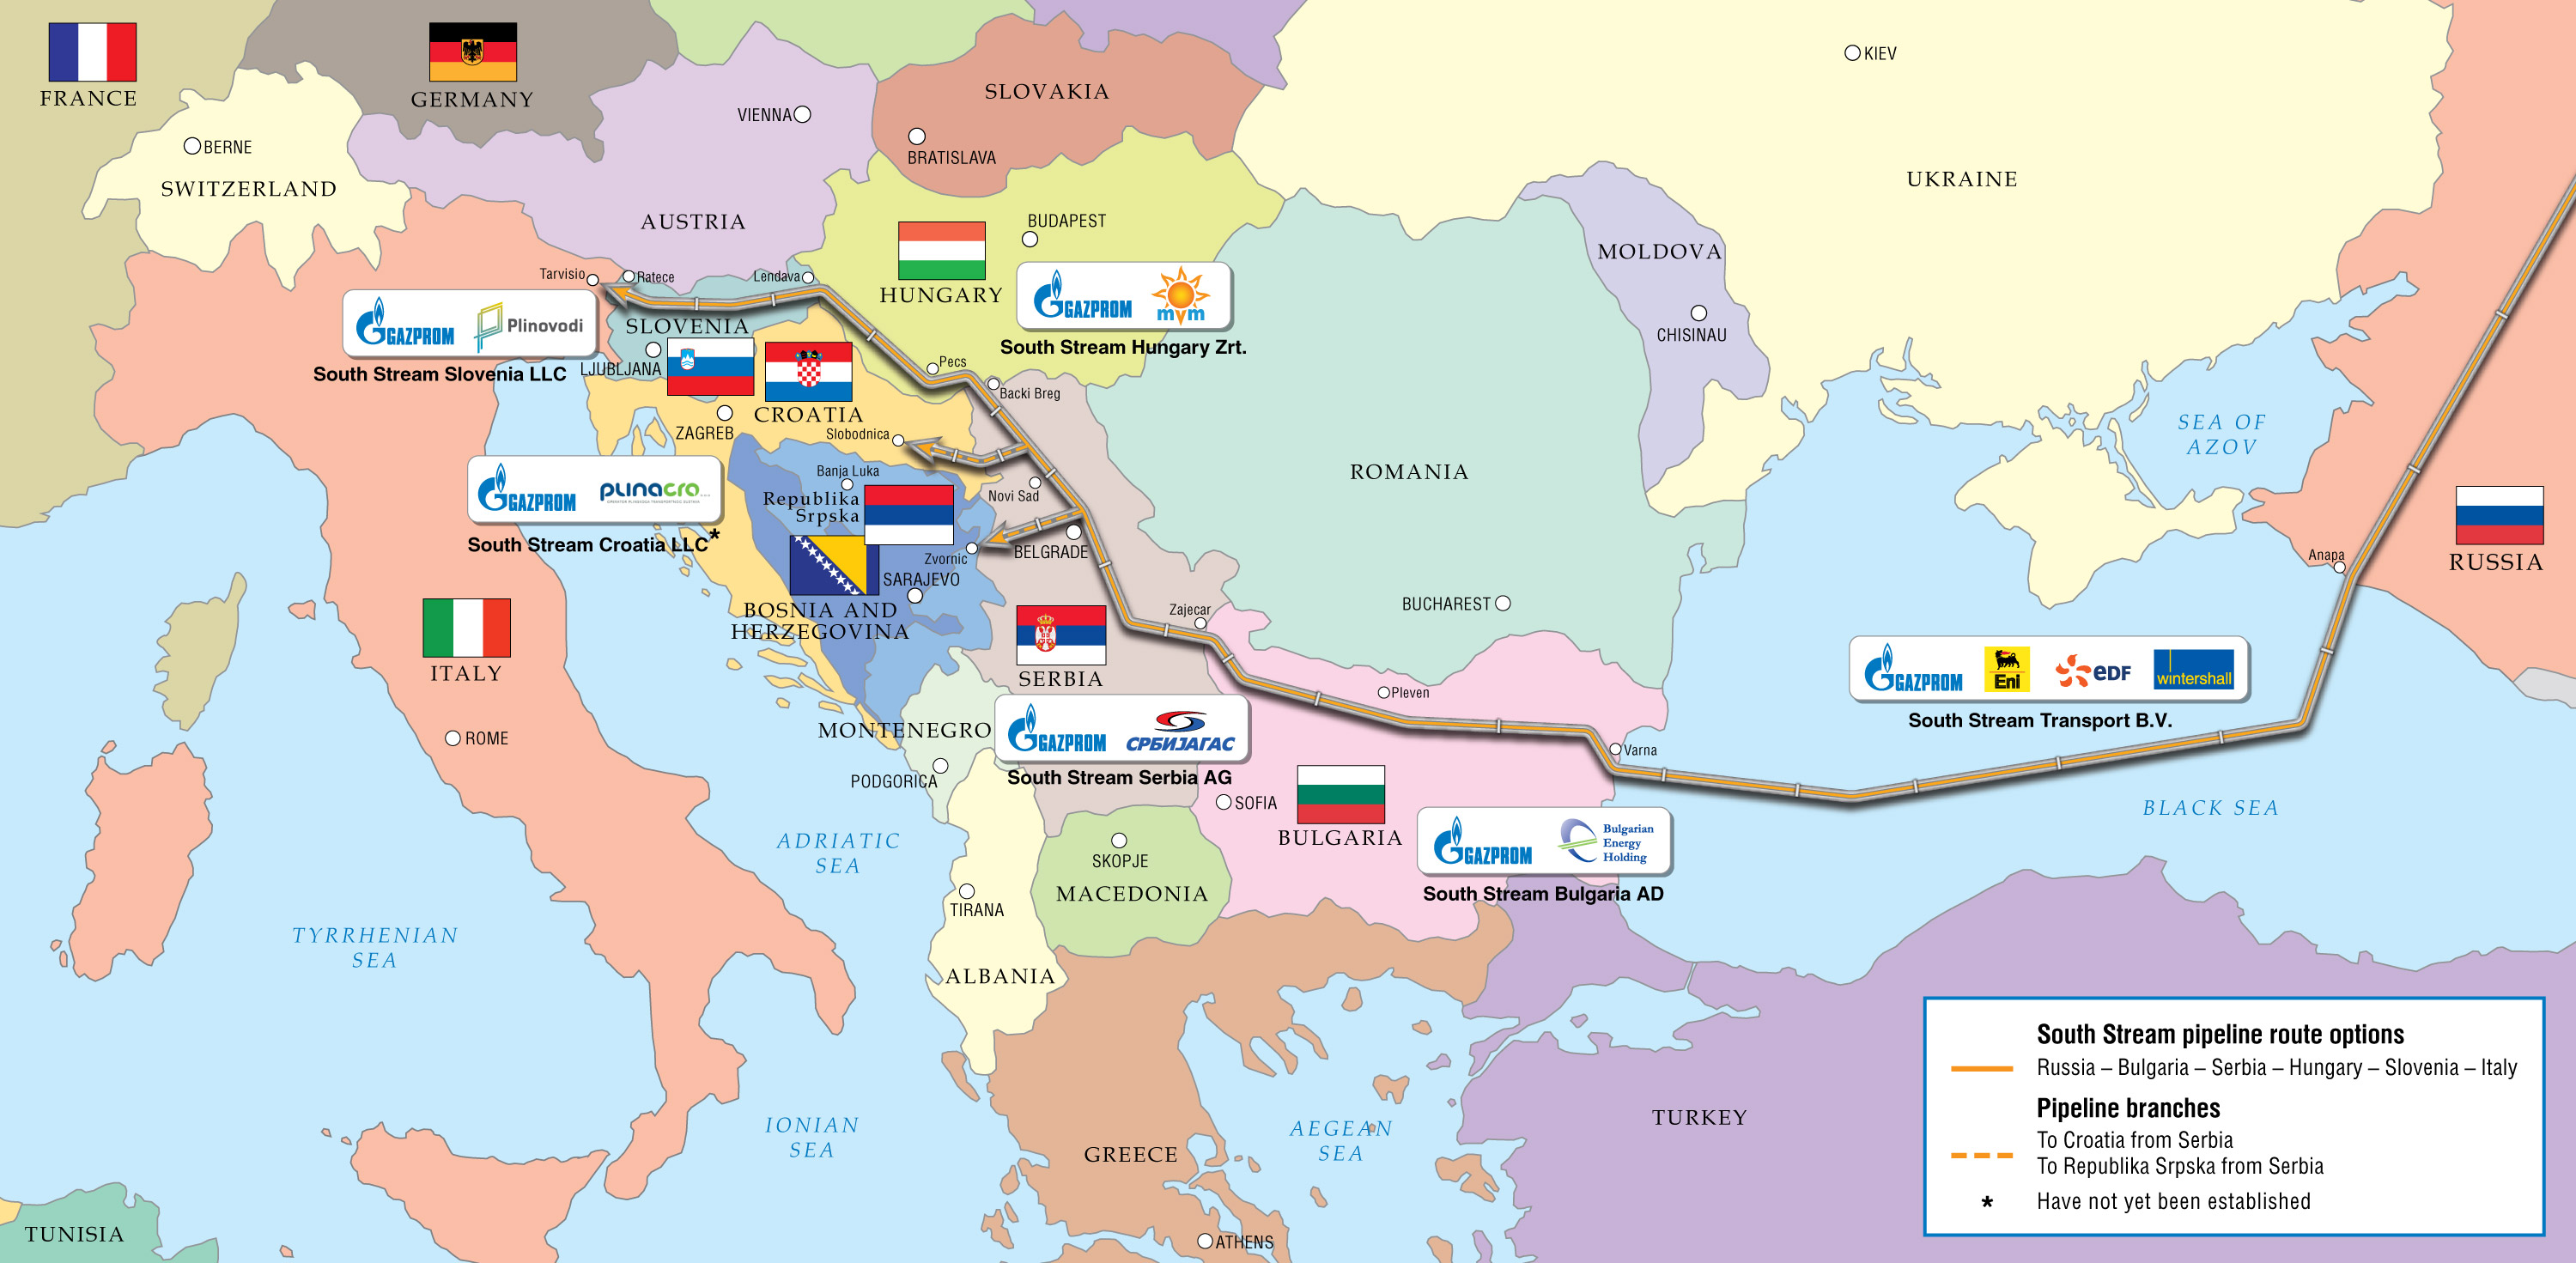 FRANCE
GERMANY
BERNE
SWITZERLAND
VIENNA
AUSTRIA
SLOVAKIA
BRATISLAVA
KIEV
UKRAINE
BUDAPEST
HUNGARY
GAZPROM
mvm
South Stream Hungary Zrt.
MOLDOVA
CHISINAU
Tarvisio
Ratece
Lendava
GAZPROM
Plinovodi
South Stream Slovenia LLC
SLOVENIA
LJUBLJANA
CROATIA
ZAGREB
Slobodnica
Pecs
Backi Breg
ROMANIA
BUCHAREST
SEA OF
AZOV
Anapa
RUSSIA
GAZPROM
PLINACRO
South Stream Croatia LLC*
Banja Luka
Republika
Srpska
Novi Sad
BELGRADE
Zvornic
SARAJEVO
BOSNIA AND
HERZEGOVINA
Zajecar
SERBIA
GAZPROM
СРБИЈАГАС
South Stream Serbia AG
ITALY
ROME
MONTENEGRO
PODGORICA
Pleven
Varna
SOFIA
BULGARIA
GAZPROM
Bulgarian
Energy
Holding
South Stream Bulgaria AD
GAZPROM
Eni
eDF
wintershall
South Stream Transport B.V.
BLACK SEA
ADRIATIC
SEA
SKOPJE
MACEDONIA
TIRANA
ALBANIA
TYRRHENIAN
SEA
IONIAN
SEA
GREECE
AEGEAN
SEA
ATHENS
TURKEY
TUNISIA
South Stream pipeline route options
Russia – Bulgaria – Serbia – Hungary – Slovenia – Italy
Pipeline branches
To Croatia from Serbia
To Republika Srpska from Serbia
* Have not yet been established